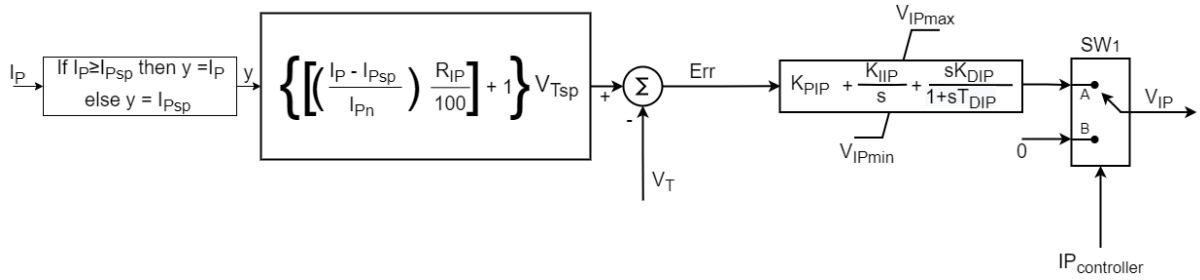 V_IPmax
SW1
I_P
If I_P≥I_Psp then y =I_P
else y = I_Psp
y
{[(I_P - I_Psp / I_Pn) R_IP / 100] + 1} V_Tsp
+
-
Σ
Err
K_PIP + K_IIP / s + sK_DIP / 1+sT_DIP
A
V_IP
B
0
V_IPmin
V_T
IP_controller